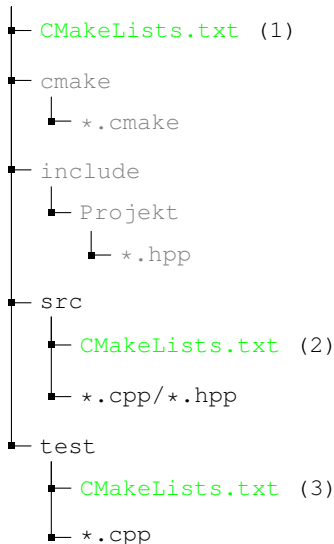 CMakeLists.txt (1)
cmake
*.cmake
include
Projekt
*.hpp
src
CMakeLists.txt (2)
*.cpp/*.hpp
test
CMakeLists.txt (3)
*.cpp